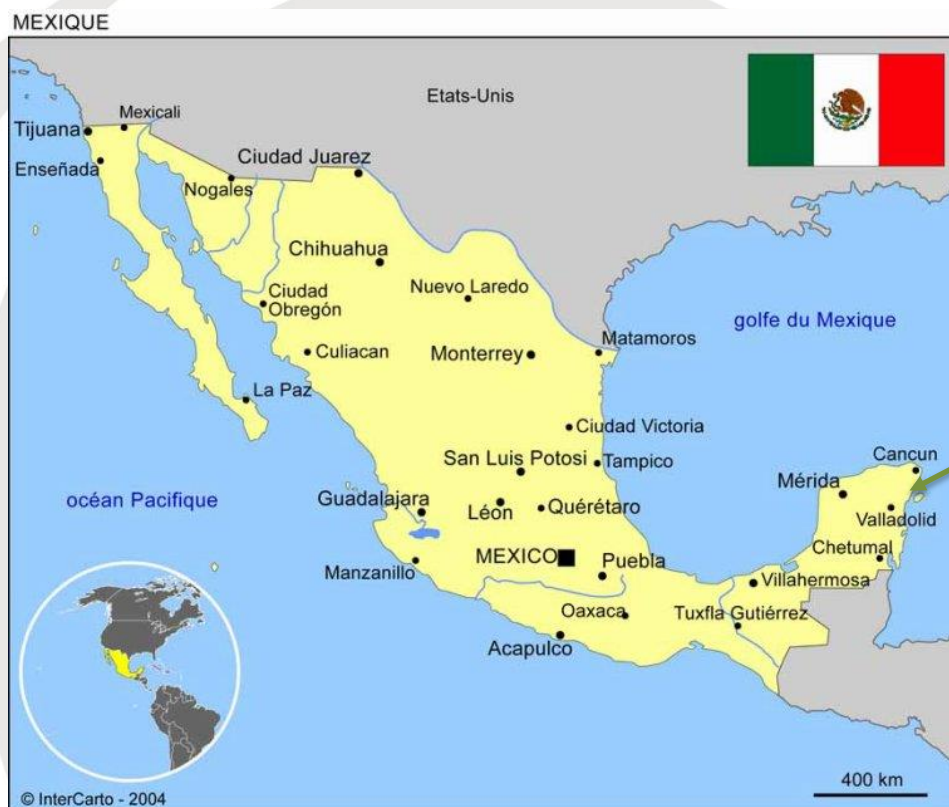 MEXIQUE
Etats-Unis
Mexicali
Tijuana
Enseñada
Ciudad Juarez
Nogales
Chihuahua
Nuevo Laredo
Ciudad
Obregón
golfe du Mexique
Matamoros
Culiacan
Monterrey
La Paz
Ciudad Victoria
Cancun
San Luis Potosi
Tampico
Mérida
océan Pacifique
Guadalajara
Léon
Quérétaro
Valladolid
Chetumal
MEXICO
Puebla
Manzanillo
Villahermosa
Oaxaca
Tuxfla Gutiérrez
Acapulco
400 km
© InterCarto - 2004